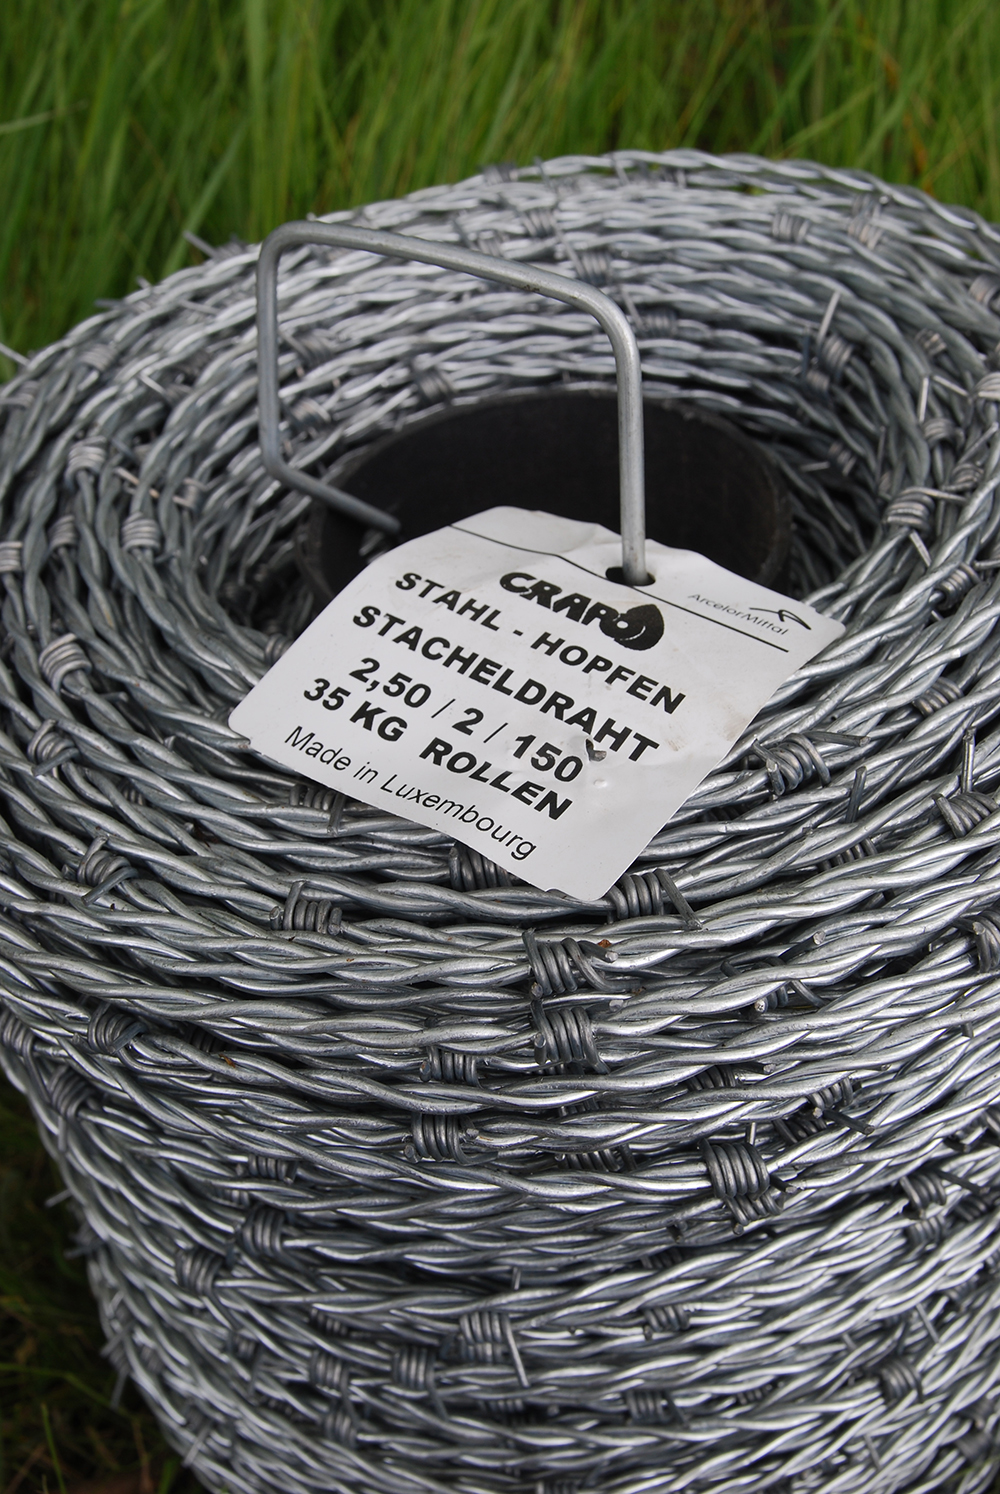 CRAPO
ArcelorMittal
STAHL - HOPFEN
STACHELDRAHT
2,50 / 2 / 150
35 KG ROLLEN
Made in Luxembourg